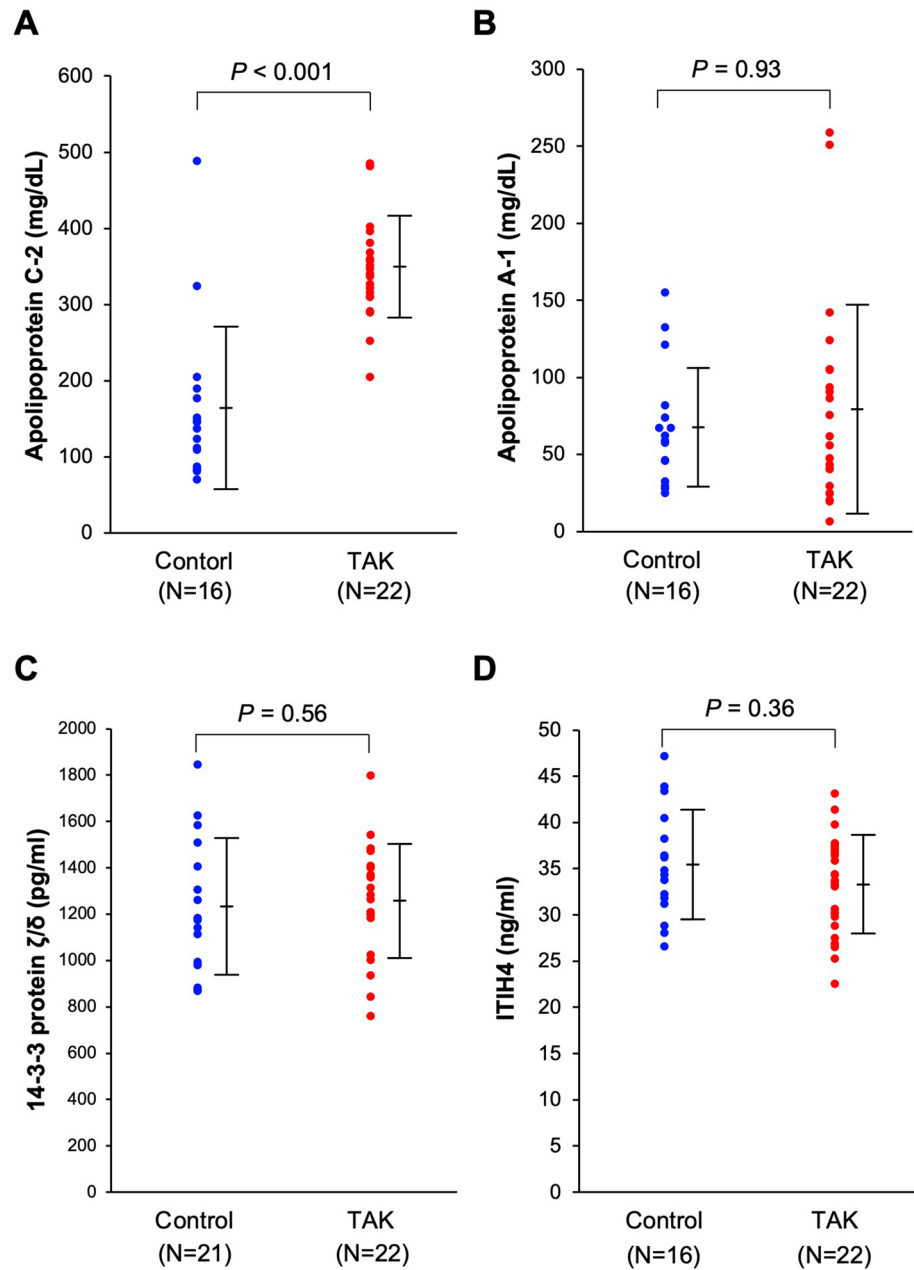 A
P < 0.001
Apolipoprotein C-2 (mg/dL)
600
500
400
300
200
100
0
Contorl
(N=16)
TAK
(N=22)
B
P = 0.93
Apolipoprotein A-1 (mg/dL)
300
250
200
150
100
50
0
Control
(N=16)
TAK
(N=22)
C
P = 0.56
14-3-3 protein ζ/δ (pg/ml)
2000
1800
1600
1400
1200
1000
800
600
400
200
0
Control
(N=21)
TAK
(N=22)
D
P = 0.36
ITIH4 (ng/ml)
50
45
40
35
30
25
20
15
10
5
0
Control
(N=16)
TAK
(N=22)